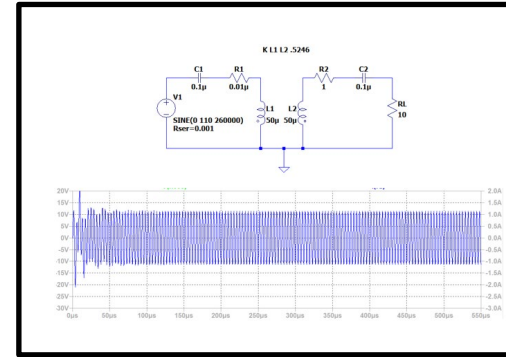 K L1 L2 .5246
C1 R1 R2 C2
0.1µ 0.01µ 1 0.1µ
V1
L1 L2 RL
50µ 50µ 10
SINE(0 110 260000)
Rser=0.001
20V 2.0A
15V 1.5A
10V 1.0A
5V 0.5A
0V 0.0A
-5V -0.5A
-10V -1.0A
-15V -1.5A
-20V -2.0A
-25V -2.5A
-30V -3.0A
0µs 50µs 100µs 150µs 200µs 250µs 300µs 350µs 400µs 450µs 500µs 550µs